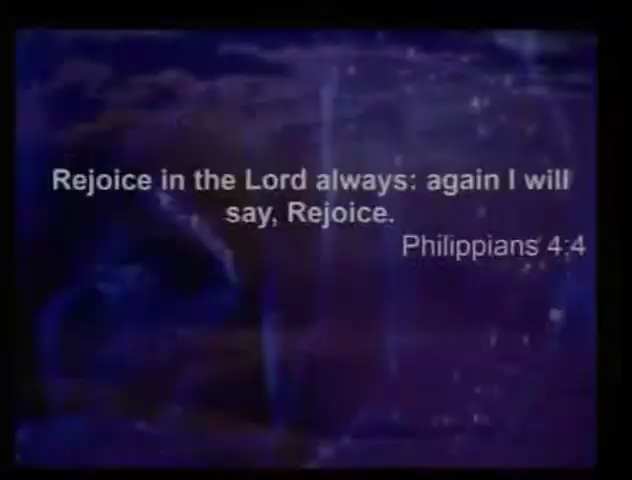 Rejoice in the Lord always: again I will
say, Rejoice.
Philippians 4:4